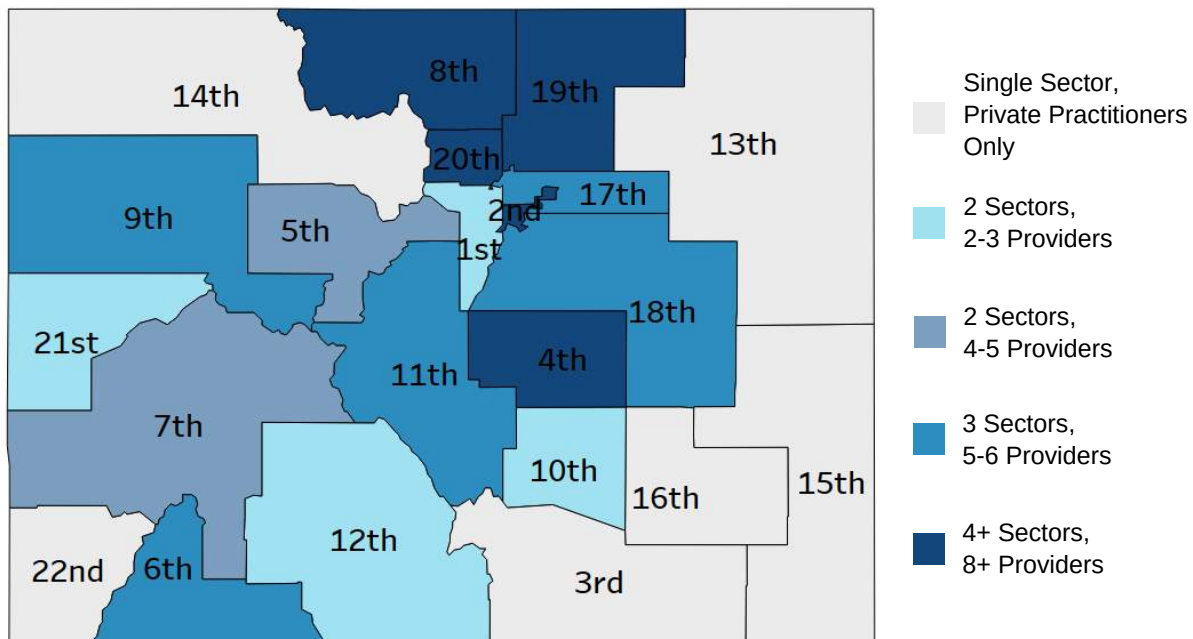 8th
14th
19th
13th
20th
17th
2nd
9th
5th
1st
18th
21st
4th
11th
7th
10th
15th
16th
12th
22nd
6th
3rd
Single Sector,
Private Practitioners
Only
2 Sectors,
2-3 Providers
2 Sectors,
4-5 Providers
3 Sectors,
5-6 Providers
4+ Sectors,
8+ Providers